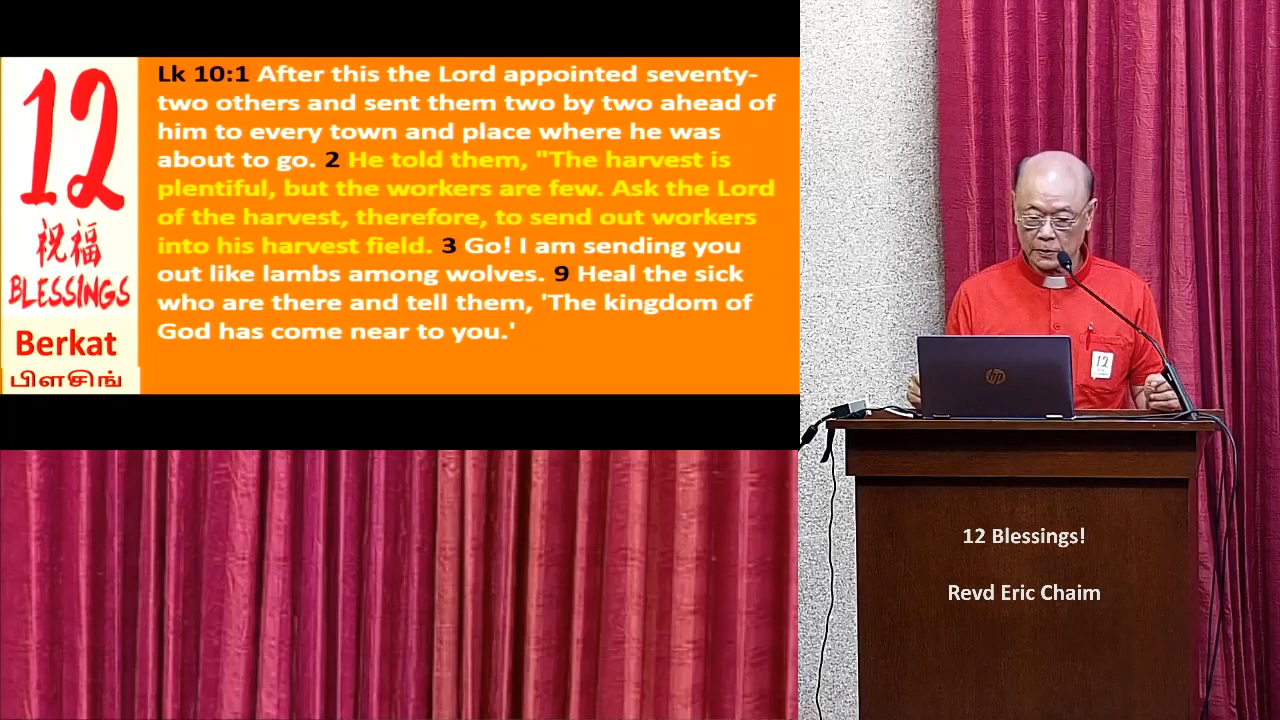 12
祝福
BLESSINGS
Berkat
பிளசிங்
Lk 10:1 After this the Lord appointed seventy-
two others and sent them two by two ahead of
him to every town and place where he was
about to go. 2 He told them, "The harvest is
plentiful, but the workers are few. Ask the Lord
of the harvest, therefore, to send out workers
into his harvest field. 3 Go! I am sending you
out like lambs among wolves. 9 Heal the sick
who are there and tell them, 'The kingdom of
God has come near to you.'
12
hp
12 Blessings!
Revd Eric Chaim